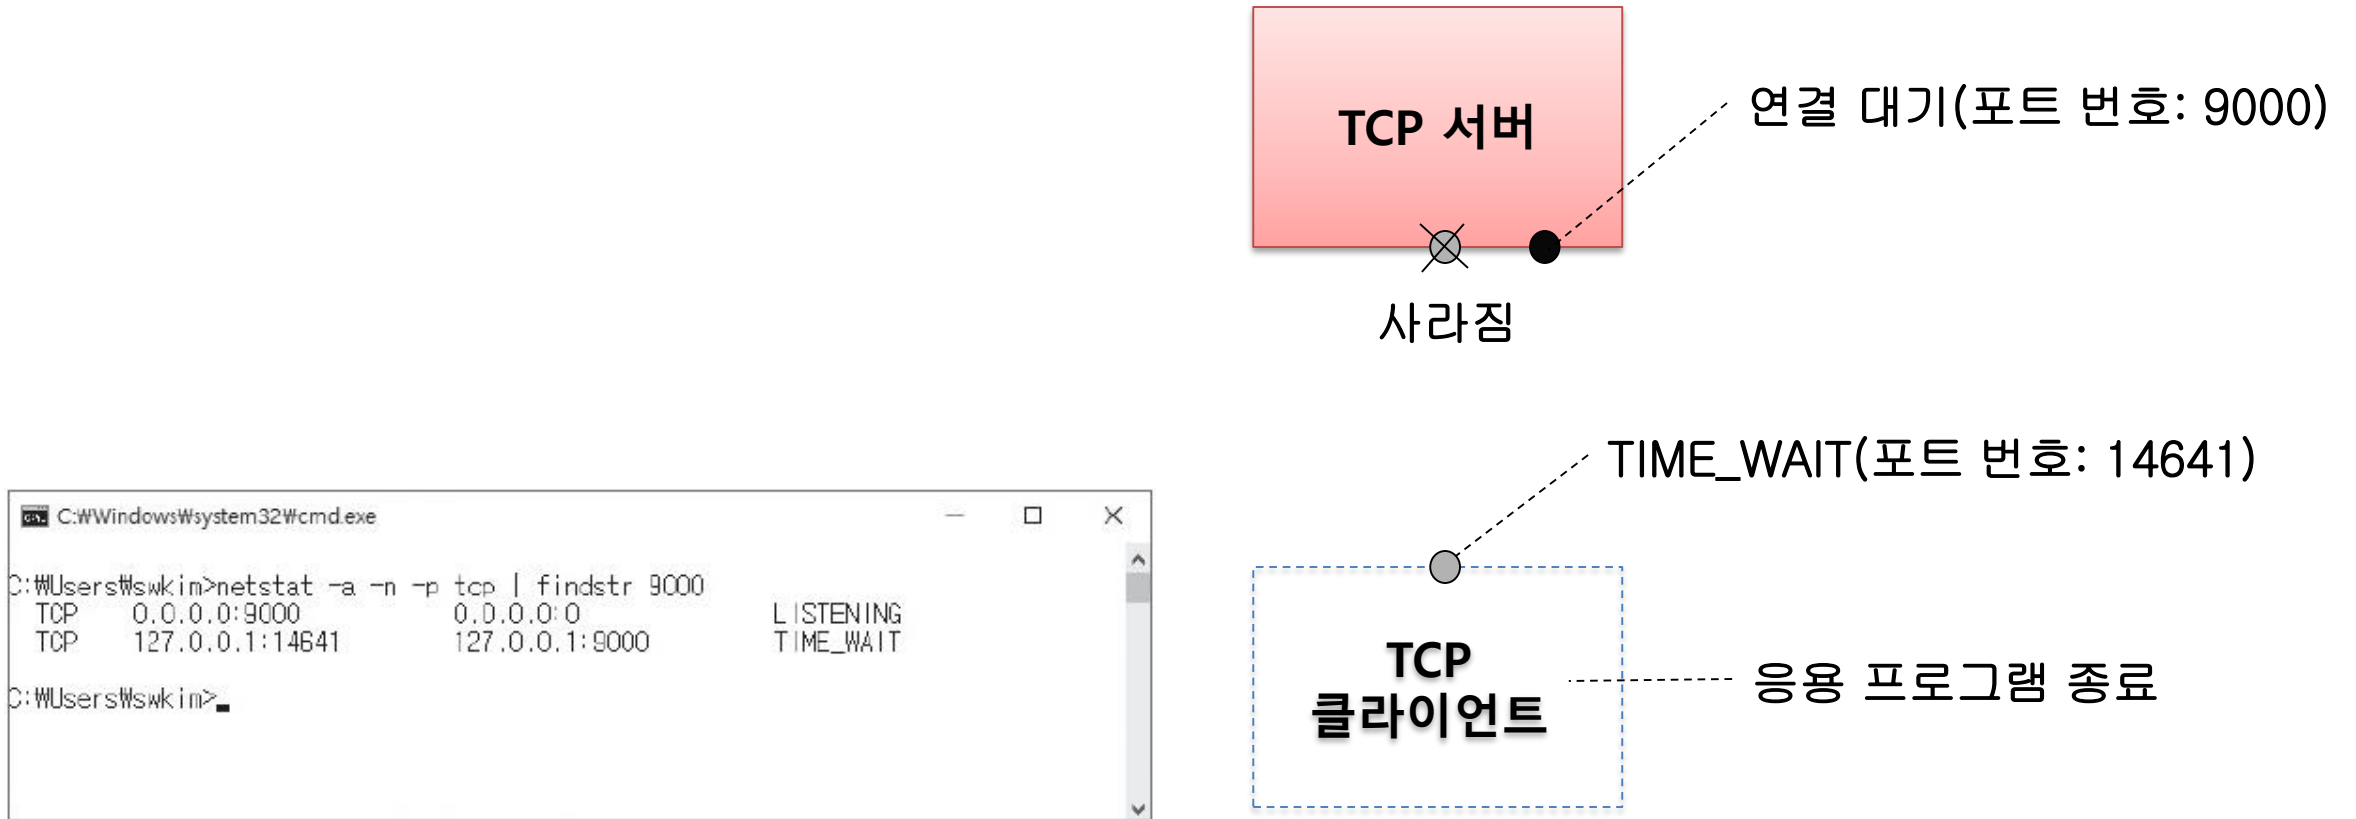 TCP 서버
연결 대기(포트 번호: 9000)
사라짐
TIME_WAIT(포트 번호: 14641)
TCP
클라이언트
응용 프로그램 종료
C:₩Windows₩system32₩cmd.exe
C:₩Users₩swkim>netstat -a -n -p tcp | findstr 9000
TCP 0.0.0.0:9000 0.0.0.0:0 LISTENING
TCP 127.0.0.1:14641 127.0.0.1:9000 TIME_WAIT
C:₩Users₩swkim>